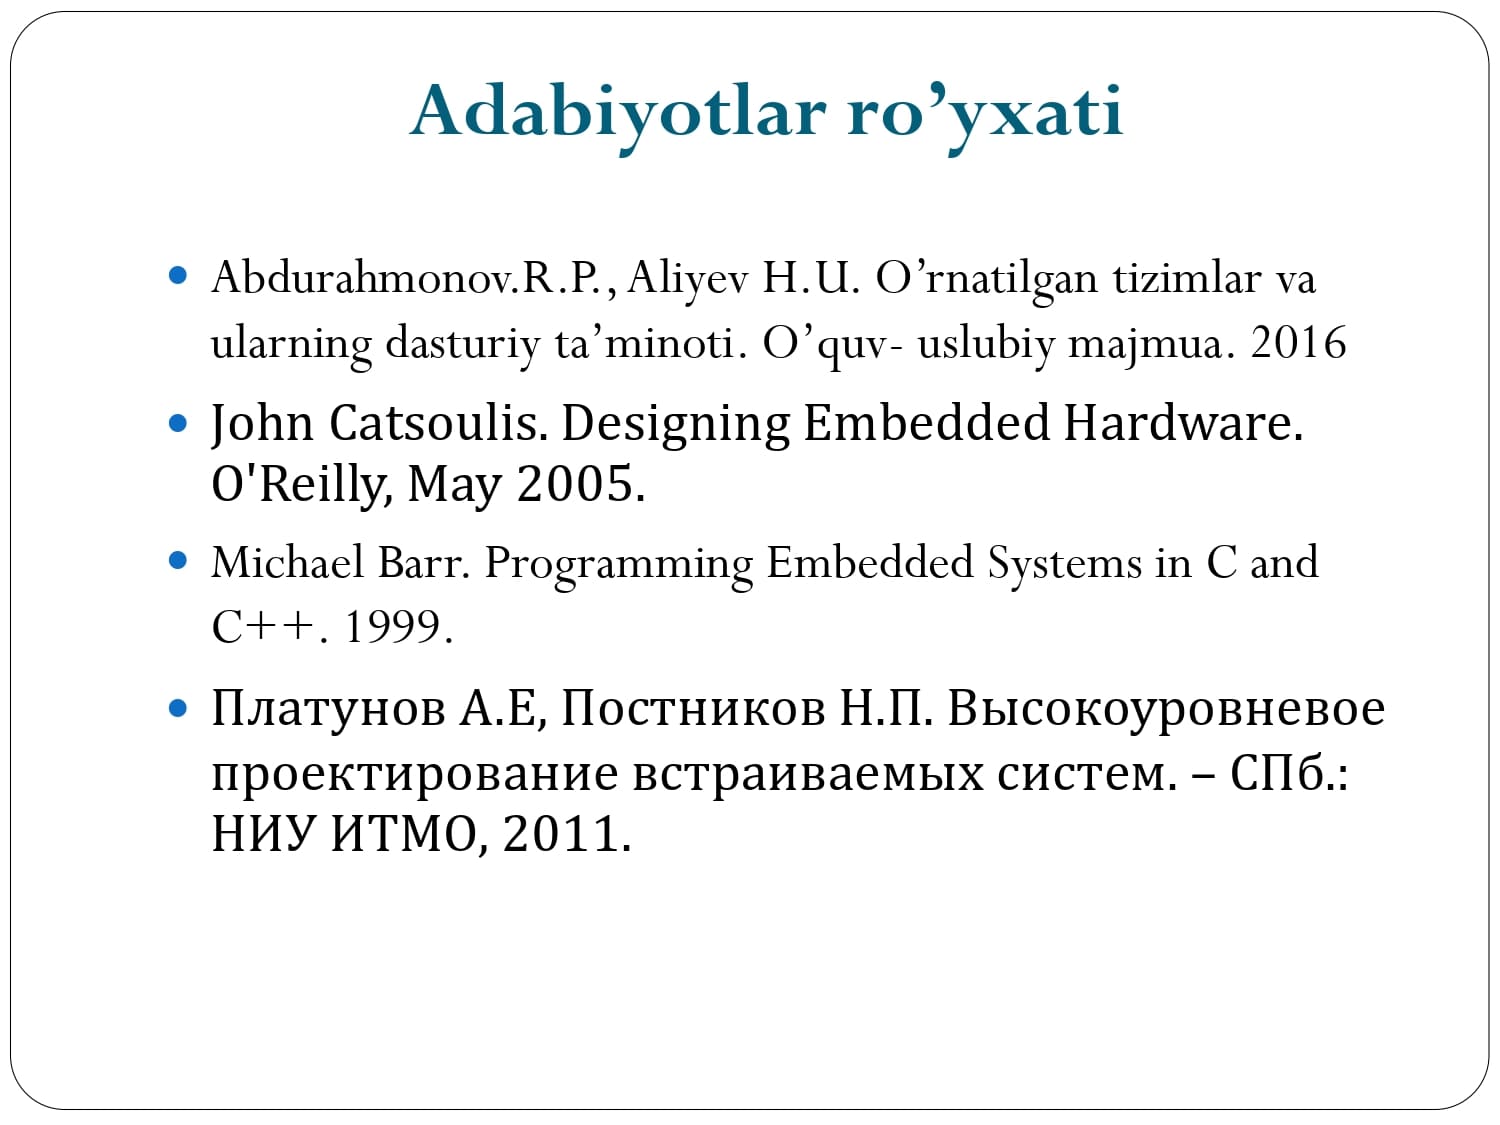 Adabiyotlar ro’yxati
• Abdurahmonov.R.P., Aliyev H.U. O’rnatilgan tizimlar va
ularning dasturiy ta’minoti. O’quv- uslubiy majmua. 2016
• John Catsoulis. Designing Embedded Hardware.
O'Reilly, May 2005.
• Michael Barr. Programming Embedded Systems in C and
C++. 1999.
• Платунов А.Е, Постников Н.П. Высокоуровневое
проектирование встраиваемых систем. – СПб.:
НИУ ИТМО, 2011.